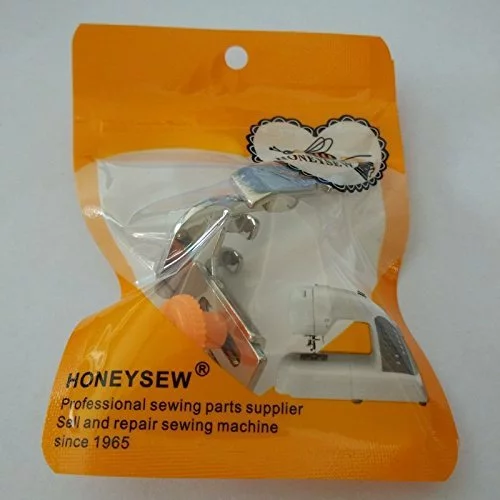 HONEYSEW
HONEYSEW®
Professional sewing parts supplier
Sell and repair sewing machine
since 1965